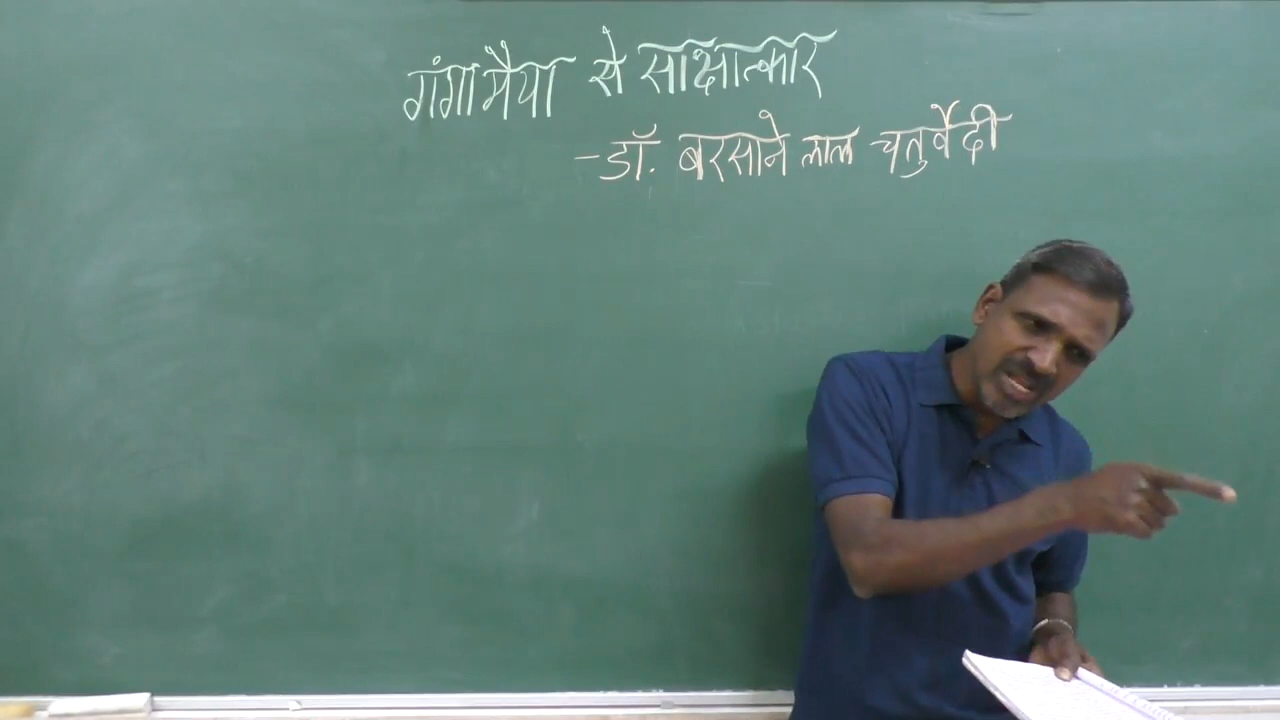 गंगा मैया से साक्षात्कार
- डॉ. बरसाने लाल चतुर्वेदी